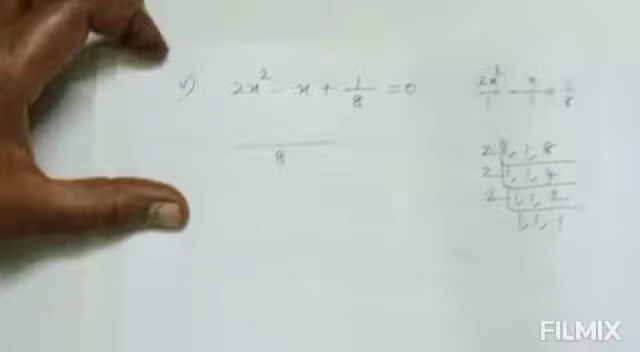 v) 2x² - x + 1/8 = 0
8
2x²/1 - x/1 + 1/8
2 | 1, 1, 8
2 | 1, 1, 4
2 | 1, 1, 2
1, 1, 1
FILMIX